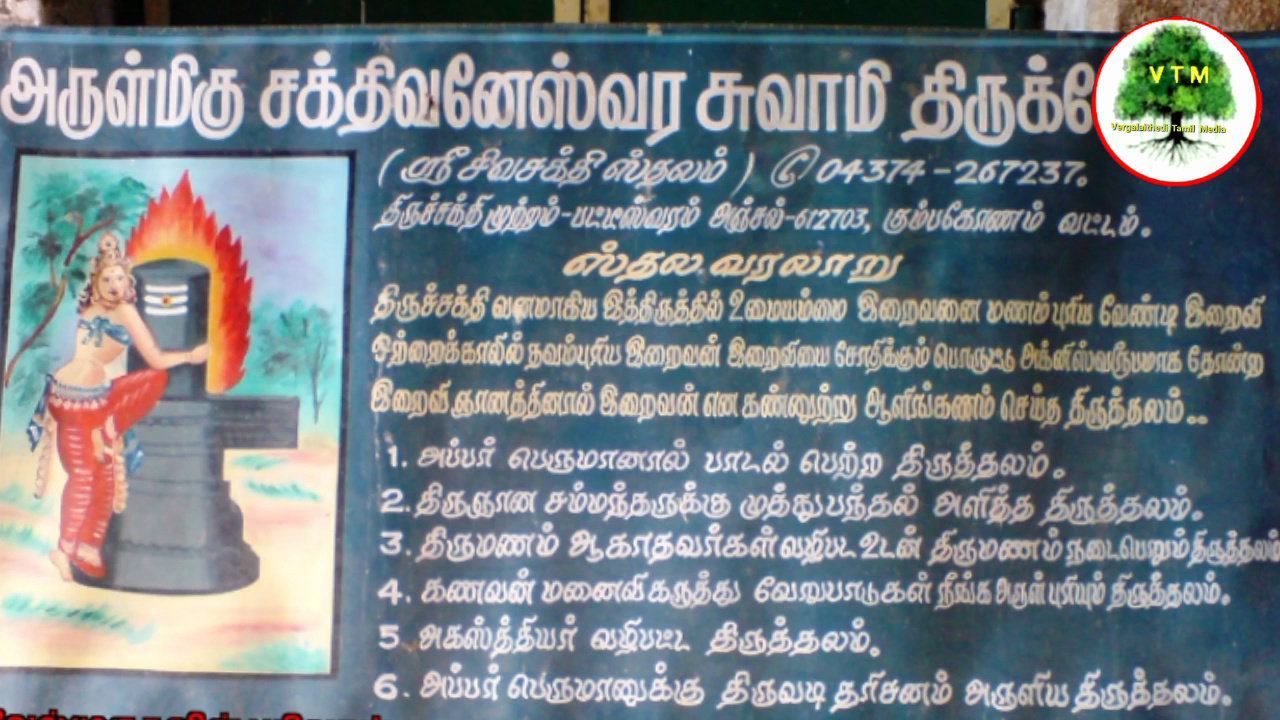 அருள்மிகு சக்திவனேஸ்வர சுவாமி
VTM
Vergalaithedi Tamil Media
( ஸ்ரீ சிவசக்தி ஸ்தலம் ) ✆ 04374-267237.
திருச்சக்தி முற்றம்-பட்டீஸ்வரம் அஞ்சல்-612703, கும்பகோணம் வட்டம்.
ஸ்தல வரலாறு
திருச்சக்தி வனமாகிய இத்திருத்தில் உமையம்மை இறைவனை மணம் புரிய வேண்டி இறைவி
ஒற்றைக்காலில் தவம்புரிய இறைவன் இறைவியை சோதிக்கும் பொருட்டு அக்னிஸ்வரூபமாக தோன்ற
இறைவி ஞானத்தினால் இறைவன் என கண்ணுற்று ஆலிங்கணம் செய்த திருத்தலம்..
1. அப்பர் பெருமானால் பாடல் பெற்ற திருத்தலம்.
2. திருஞான சம்மந்தருக்கு முத்துபந்தல் அளித்த திருத்தலம்.
3. திருமணம் ஆகாதவர்கள் வழிபட உடன் திருமணம் நடைபெறும் திருத்தலம்
4. கணவன் மனைவி கருத்து வேறுபாடுகள் நீங்க அருள் புரியும் திருத்தலம்.
5. அகஸ்த்தியர் வழிபட்ட திருத்தலம்.
6. அப்பர் பெருமானுக்கு திருவடி தரிசனம் அருளிய திருத்தலம்.